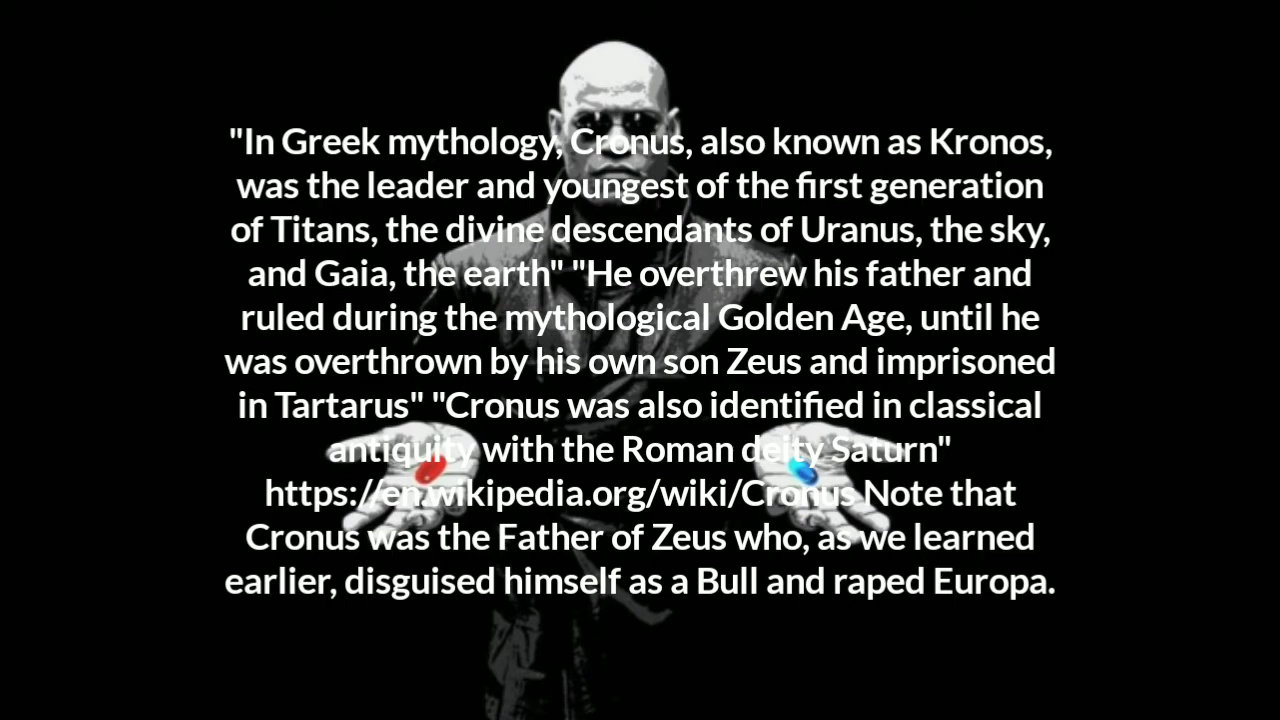 "In Greek mythology, Cronus, also known as Kronos,
was the leader and youngest of the first generation
of Titans, the divine descendants of Uranus, the sky,
and Gaia, the earth" "He overthrew his father and
ruled during the mythological Golden Age, until he
was overthrown by his own son Zeus and imprisoned
in Tartarus" "Cronus was also identified in classical
antiquity with the Roman deity Saturn"
https://en.wikipedia.org/wiki/Cronus Note that
Cronus was the Father of Zeus who, as we learned
earlier, disguised himself as a Bull and raped Europa.